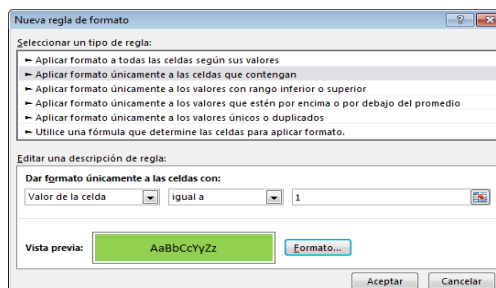 Nueva regla de formato
Seleccionar un tipo de regla:
► Aplicar formato a todas las celdas según sus valores
► Aplicar formato únicamente a las celdas que contengan
► Aplicar formato únicamente a los valores con rango inferior o superior
► Aplicar formato únicamente a los valores que estén por encima o por debajo del promedio
► Aplicar formato únicamente a los valores únicos o duplicados
► Utilice una fórmula que determine las celdas para aplicar formato.
Editar una descripción de regla:
Dar formato únicamente a las celdas con:
Valor de la celda igual a 1
Vista previa: AaBbCcYyZz Formato...
Aceptar Cancelar